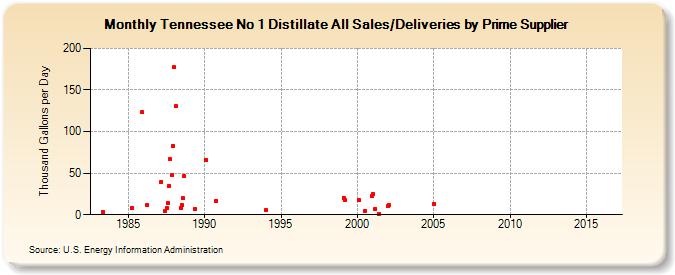 Monthly Tennessee No 1 Distillate All Sales/Deliveries by Prime Supplier
Thousand Gallons per Day
200
150
100
50
0
1985 1990 1995 2000 2005 2010 2015
Source: U.S. Energy Information Administration